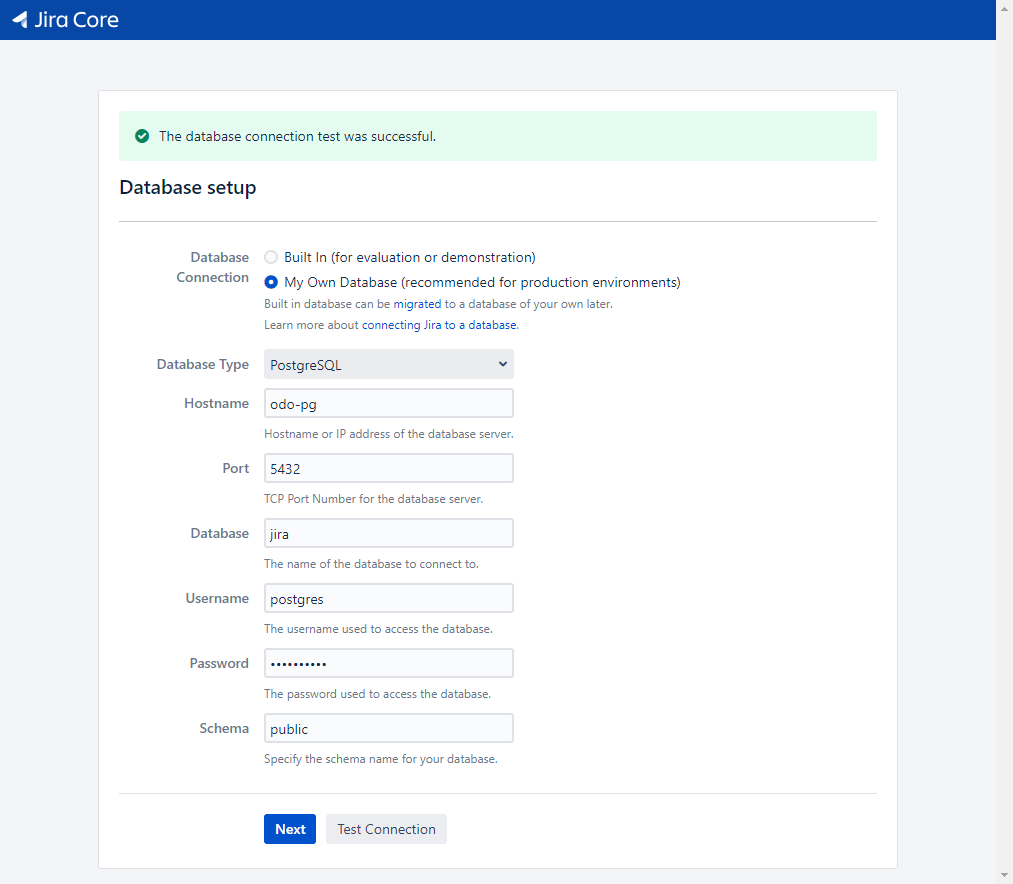 Jira Core
The database connection test was successful.
Database setup
Database Connection
Built In (for evaluation or demonstration)
My Own Database (recommended for production environments)
Built in database can be migrated to a database of your own later.
Learn more about connecting Jira to a database.
Database Type
PostgreSQL
Hostname
odo-pg
Hostname or IP address of the database server.
Port
5432
TCP Port Number for the database server.
Database
jira
The name of the database to connect to.
Username
postgres
The username used to access the database.
Password
••••••••••
The password used to access the database.
Schema
public
Specify the schema name for your database.
Next
Test Connection